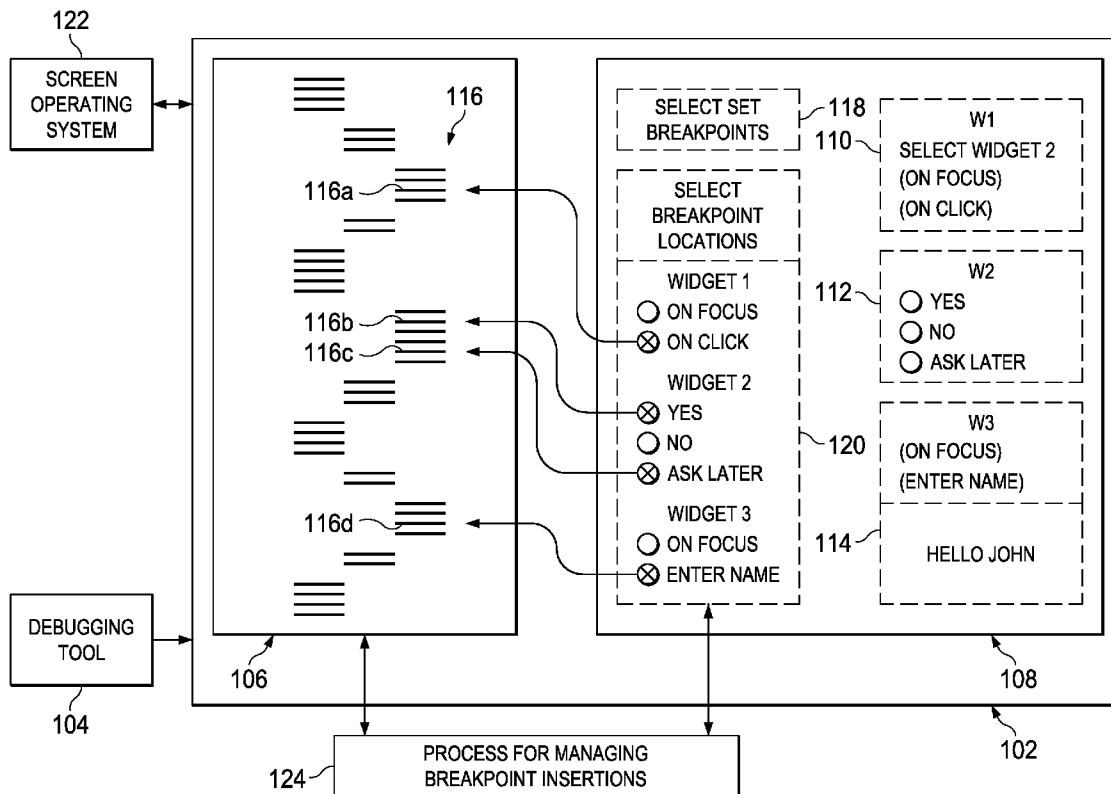 122
SCREEN
OPERATING
SYSTEM
116
116a
116b
116c
116d
106
SELECT SET
BREAKPOINTS
118
SELECT
BREAKPOINT
LOCATIONS
WIDGET 1
ON FOCUS
ON CLICK
WIDGET 2
YES
NO
ASK LATER
WIDGET 3
ON FOCUS
ENTER NAME
120
110
W1
SELECT WIDGET 2
(ON FOCUS)
(ON CLICK)
112
W2
YES
NO
ASK LATER
W3
(ON FOCUS)
(ENTER NAME)
114
HELLO JOHN
108
102
DEBUGGING
TOOL
104
PROCESS FOR MANAGING
BREAKPOINT INSERTIONS
124